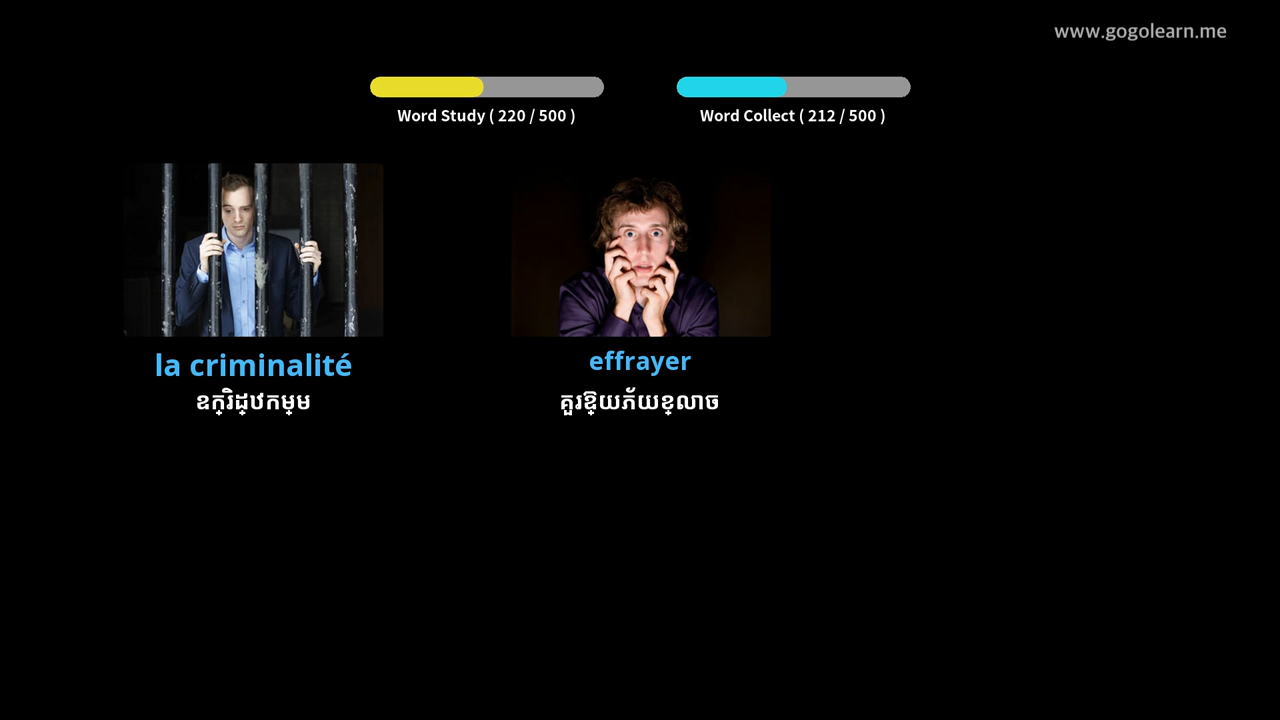 www.gogolearn.me
Word Study ( 220 / 500 )
Word Collect ( 212 / 500 )
la criminalité
effrayer
ឧក្រិដ្ឋកម្ម
គួរឱ្យភ័យខ្លាច